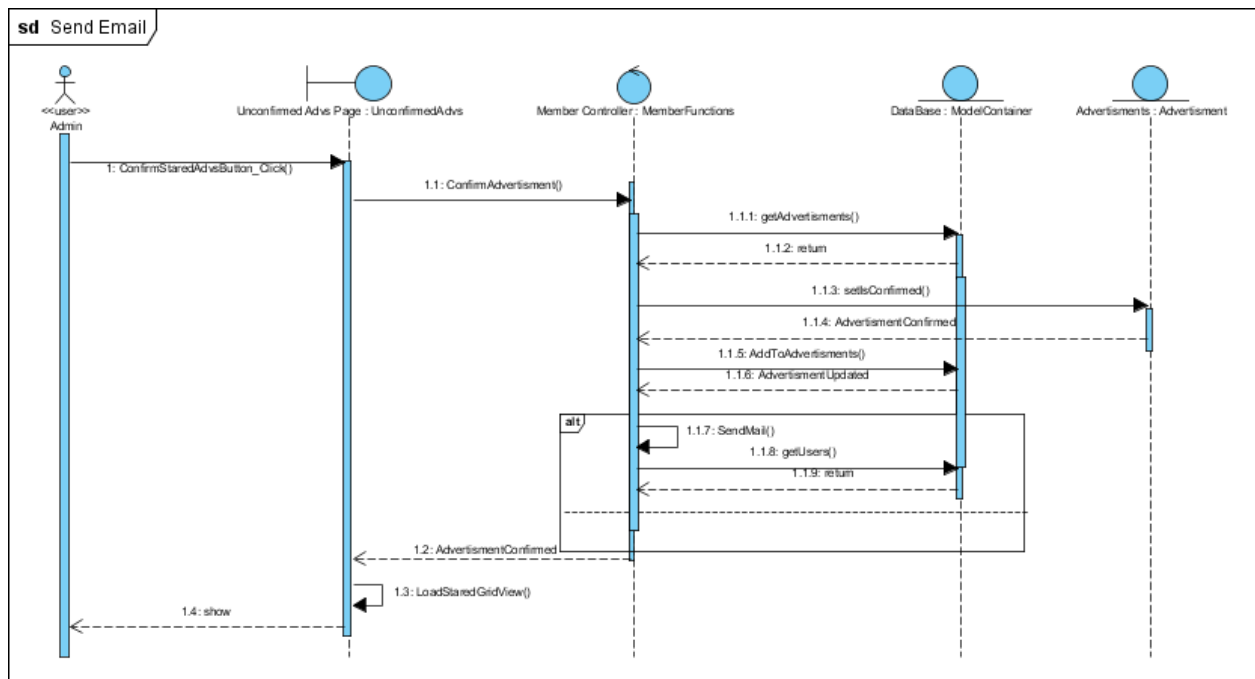 sd Send Email
<<user>>
Admin
Unconfirmed Advs Page : UnconfirmedAdvs
Member Controller : MemberFunctions
DataBase : ModelContainer
Advertisments : Advertisment
1: ConfirmStaredAdvsButton_Click()
1.1: ConfirmAdvertisment()
1.1.1: getAdvertisments()
1.1.2: return
1.1.3: setIsConfirmed()
1.1.4: AdvertismentConfirmed
1.1.5: AddToAdvertisments()
1.1.6: AdvertismentUpdated
alt
1.1.7: SendMail()
1.1.8: getUsers()
1.1.9: return
1.2: AdvertismentConfirmed
1.3: LoadStaredGridView()
1.4: show